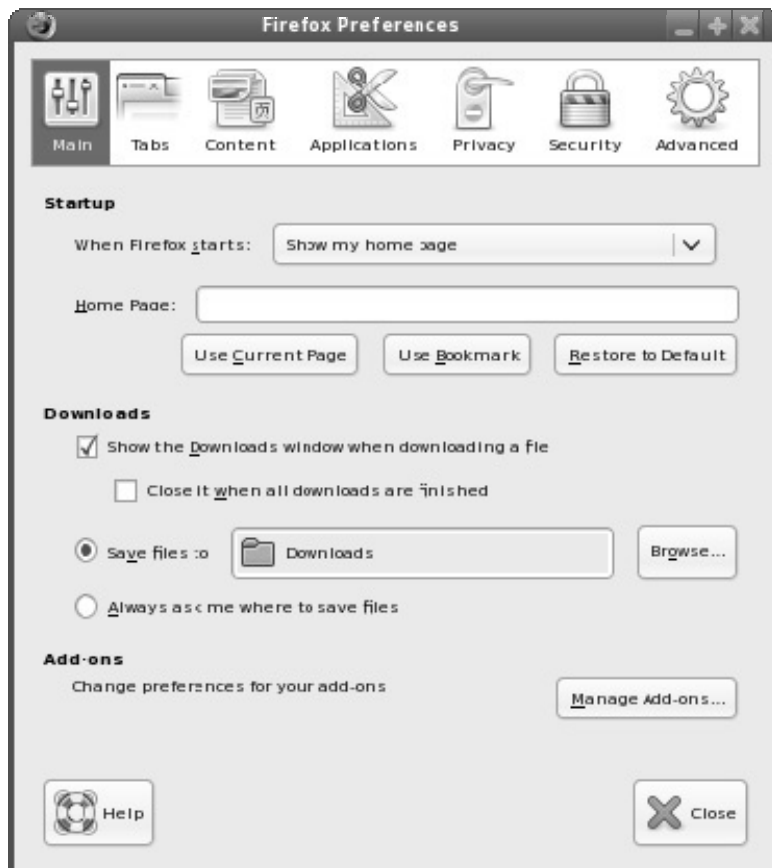 Firefox Preferences
Main Tabs Content Applications Privacy Security Advanced
页
Startup
When Firefox starts: Show my home page
Home Page:
Use Current Page Use Bookmark Restore to Default
Downloads
Show the Downloads window when downloading a file
Close it when all downloads are finished
Save files to Downloads Browse...
Always ask me where to save files
Add-ons
Change preferences for your add-ons
Manage Add-ons...
Help Close